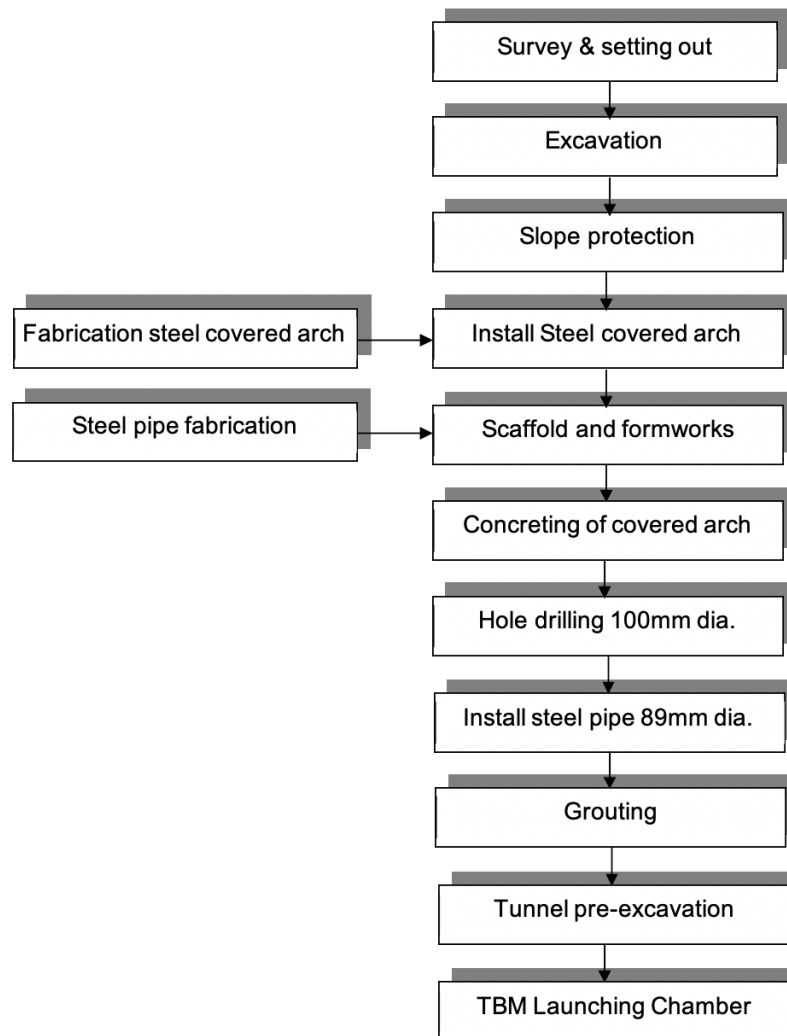 Survey & setting out
Excavation
Slope protection
Fabrication steel covered arch
Install Steel covered arch
Steel pipe fabrication
Scaffold and formworks
Concreting of covered arch
Hole drilling 100mm dia.
Install steel pipe 89mm dia.
Grouting
Tunnel pre-excavation
TBM Launching Chamber